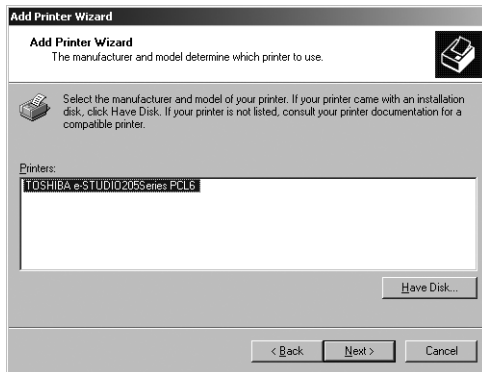 Add Printer Wizard
Add Printer Wizard
The manufacturer and model determine which printer to use.
Select the manufacturer and model of your printer. If your printer came with an installation
disk, click Have Disk. If your printer is not listed, consult your printer documentation for a
compatible printer.
Printers:
TOSHIBA e-STUDIO205Series PCL6
Have Disk...
< Back
Next >
Cancel